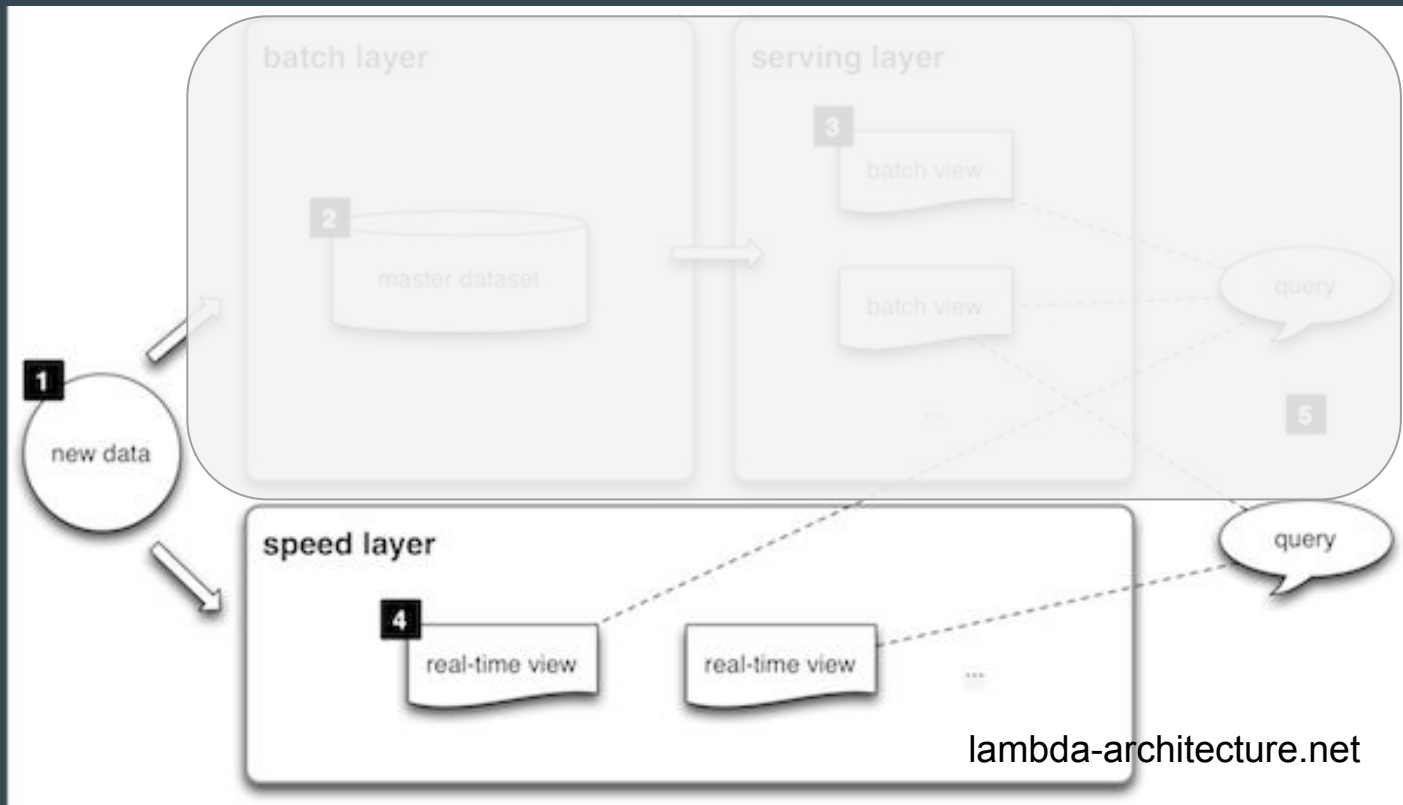 batch layer
serving layer
3
batch view
2
master dataset
batch view
query
...
5
1
new data
speed layer
query
4
real-time view
real-time view
...
lambda-architecture.net